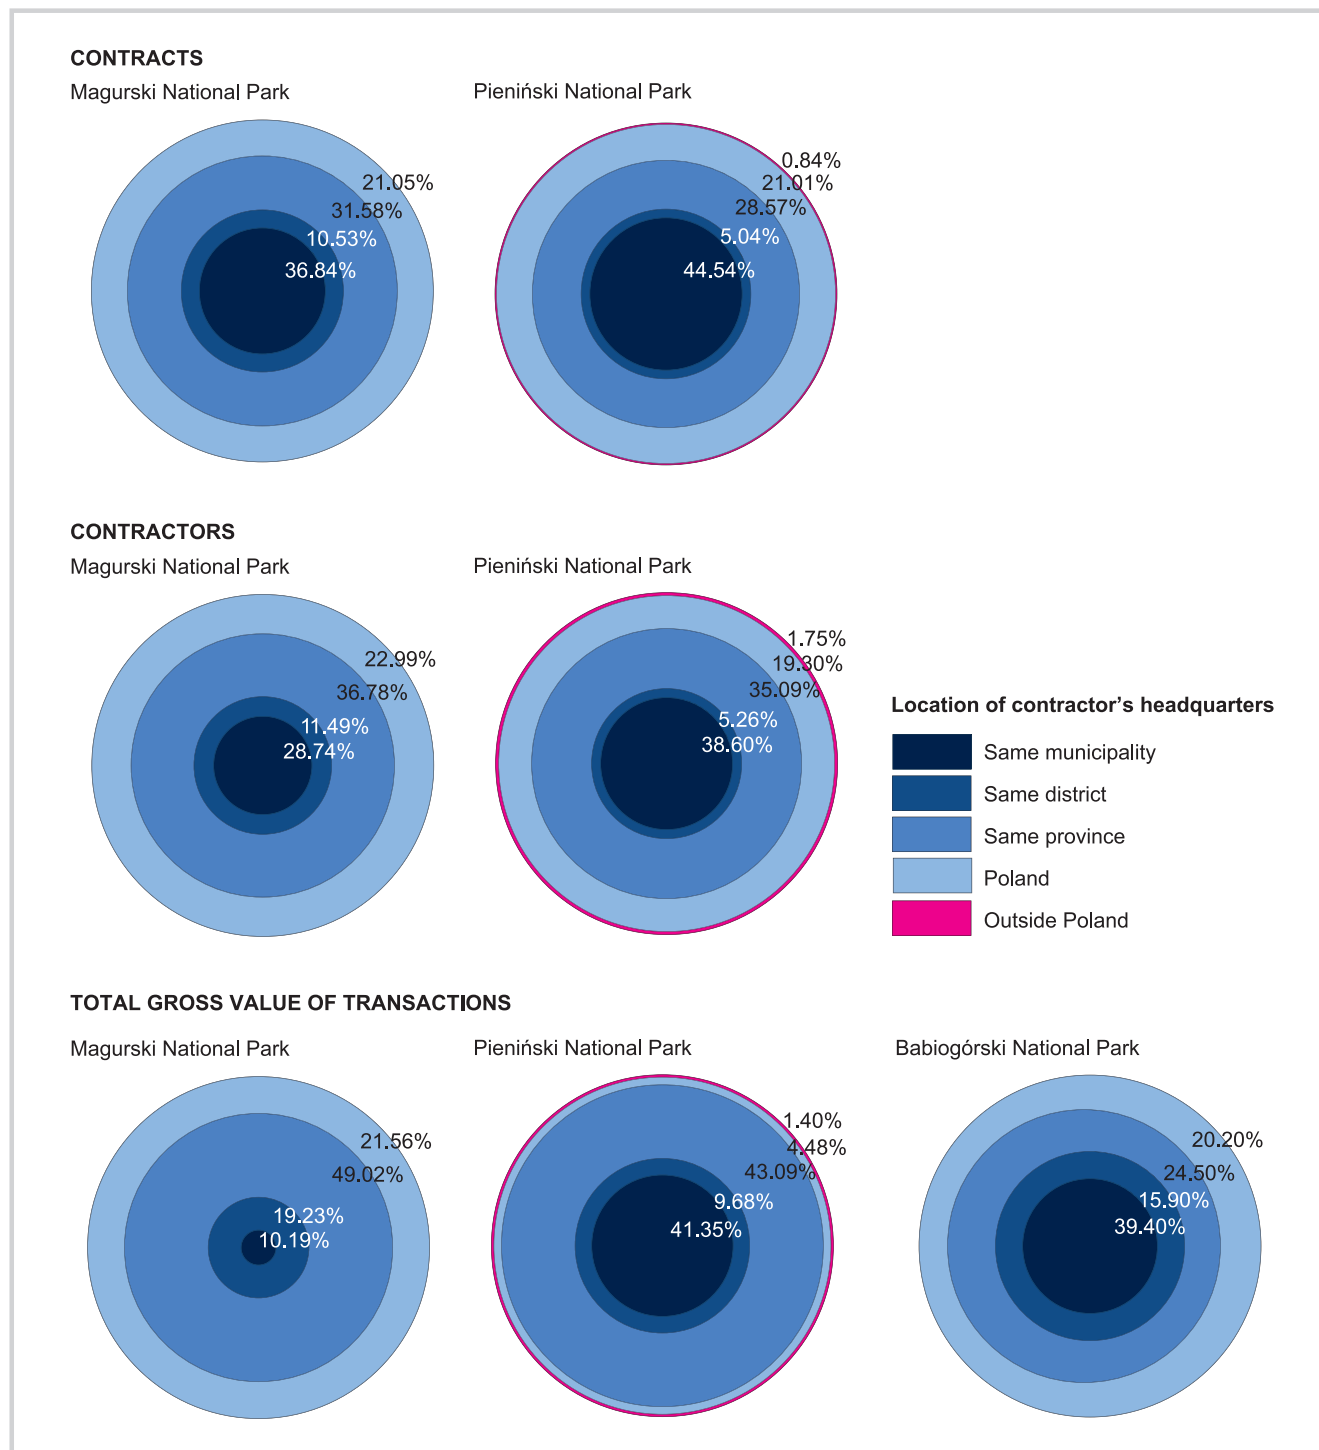 CONTRACTS
Magurski National Park
21.05%
31.58%
10.53%
36.84%
Pieniński National Park
0.84%
21.01%
28.57%
5.04%
44.54%
CONTRACTORS
Magurski National Park
22.99%
36.78%
11.49%
28.74%
Pieniński National Park
1.75%
19.30%
35.09%
5.26%
38.60%
Location of contractor’s headquarters
Same municipality
Same district
Same province
Poland
Outside Poland
TOTAL GROSS VALUE OF TRANSACTIONS
Magurski National Park
21.56%
49.02%
19.23%
10.19%
Pieniński National Park
1.40%
4.48%
43.09%
9.68%
41.35%
Babiogórski National Park
20.20%
24.50%
15.90%
39.40%